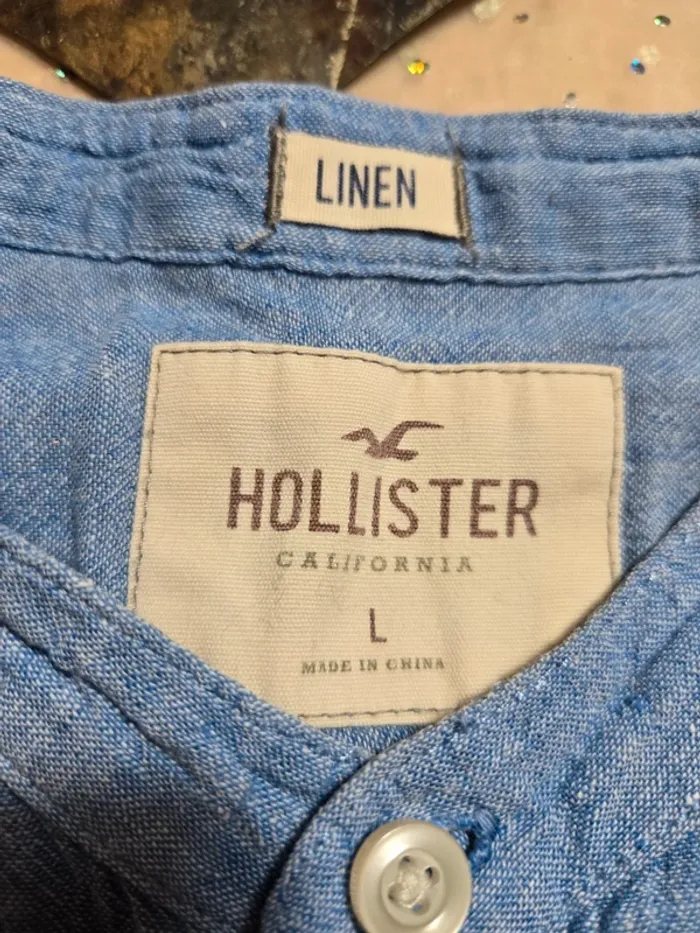 LINEN
HOLLISTER
CALIFORNIA
L
MADE IN CHINA